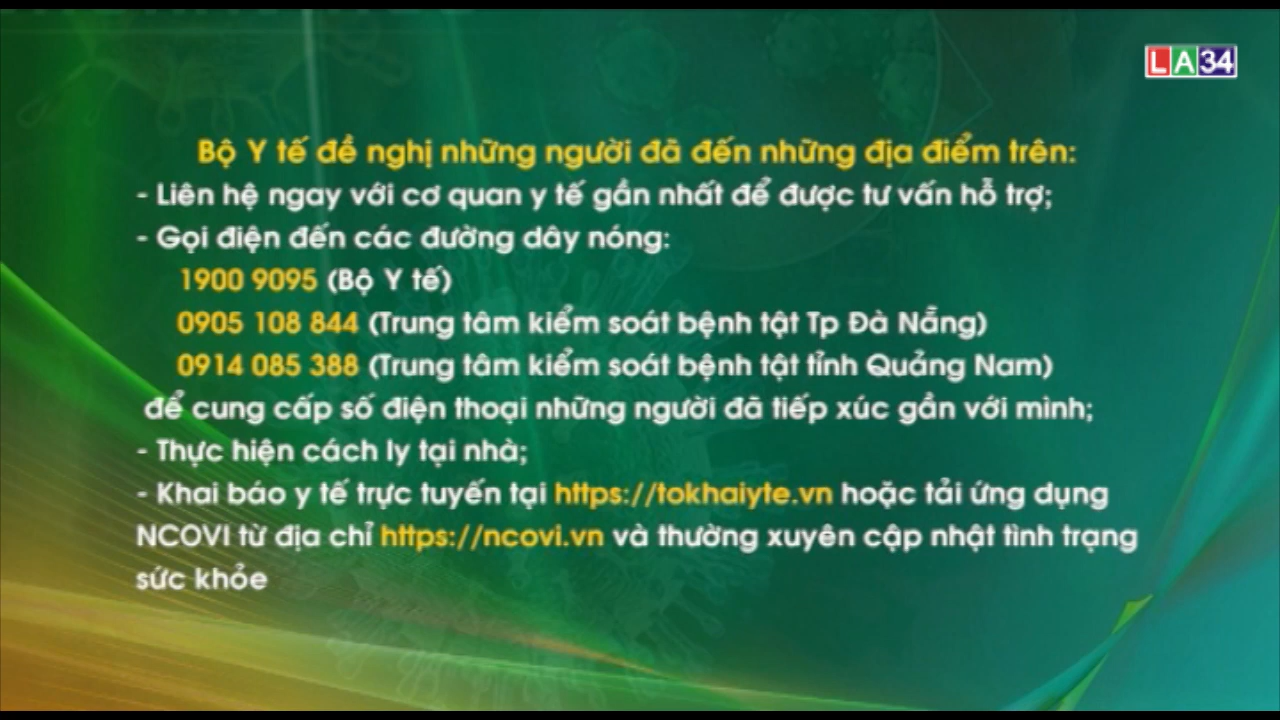 LA34
Bộ Y tế đề nghị những người đã đến những địa điểm trên:
- Liên hệ ngay với cơ quan y tế gần nhất để được tư vấn hỗ trợ;
- Gọi điện đến các đường dây nóng:
1900 9095 (Bộ Y tế)
0905 108 844 (Trung tâm kiểm soát bệnh tật Tp Đà Nẵng)
0914 085 388 (Trung tâm kiểm soát bệnh tật tỉnh Quảng Nam)
để cung cấp số điện thoại những người đã tiếp xúc gần với mình;
- Thực hiện cách ly tại nhà;
- Khai báo y tế trực tuyến tại https://tokhaiyte.vn hoặc tải ứng dụng
NCOVI từ địa chỉ https://ncovi.vn và thường xuyên cập nhật tình trạng
sức khỏe